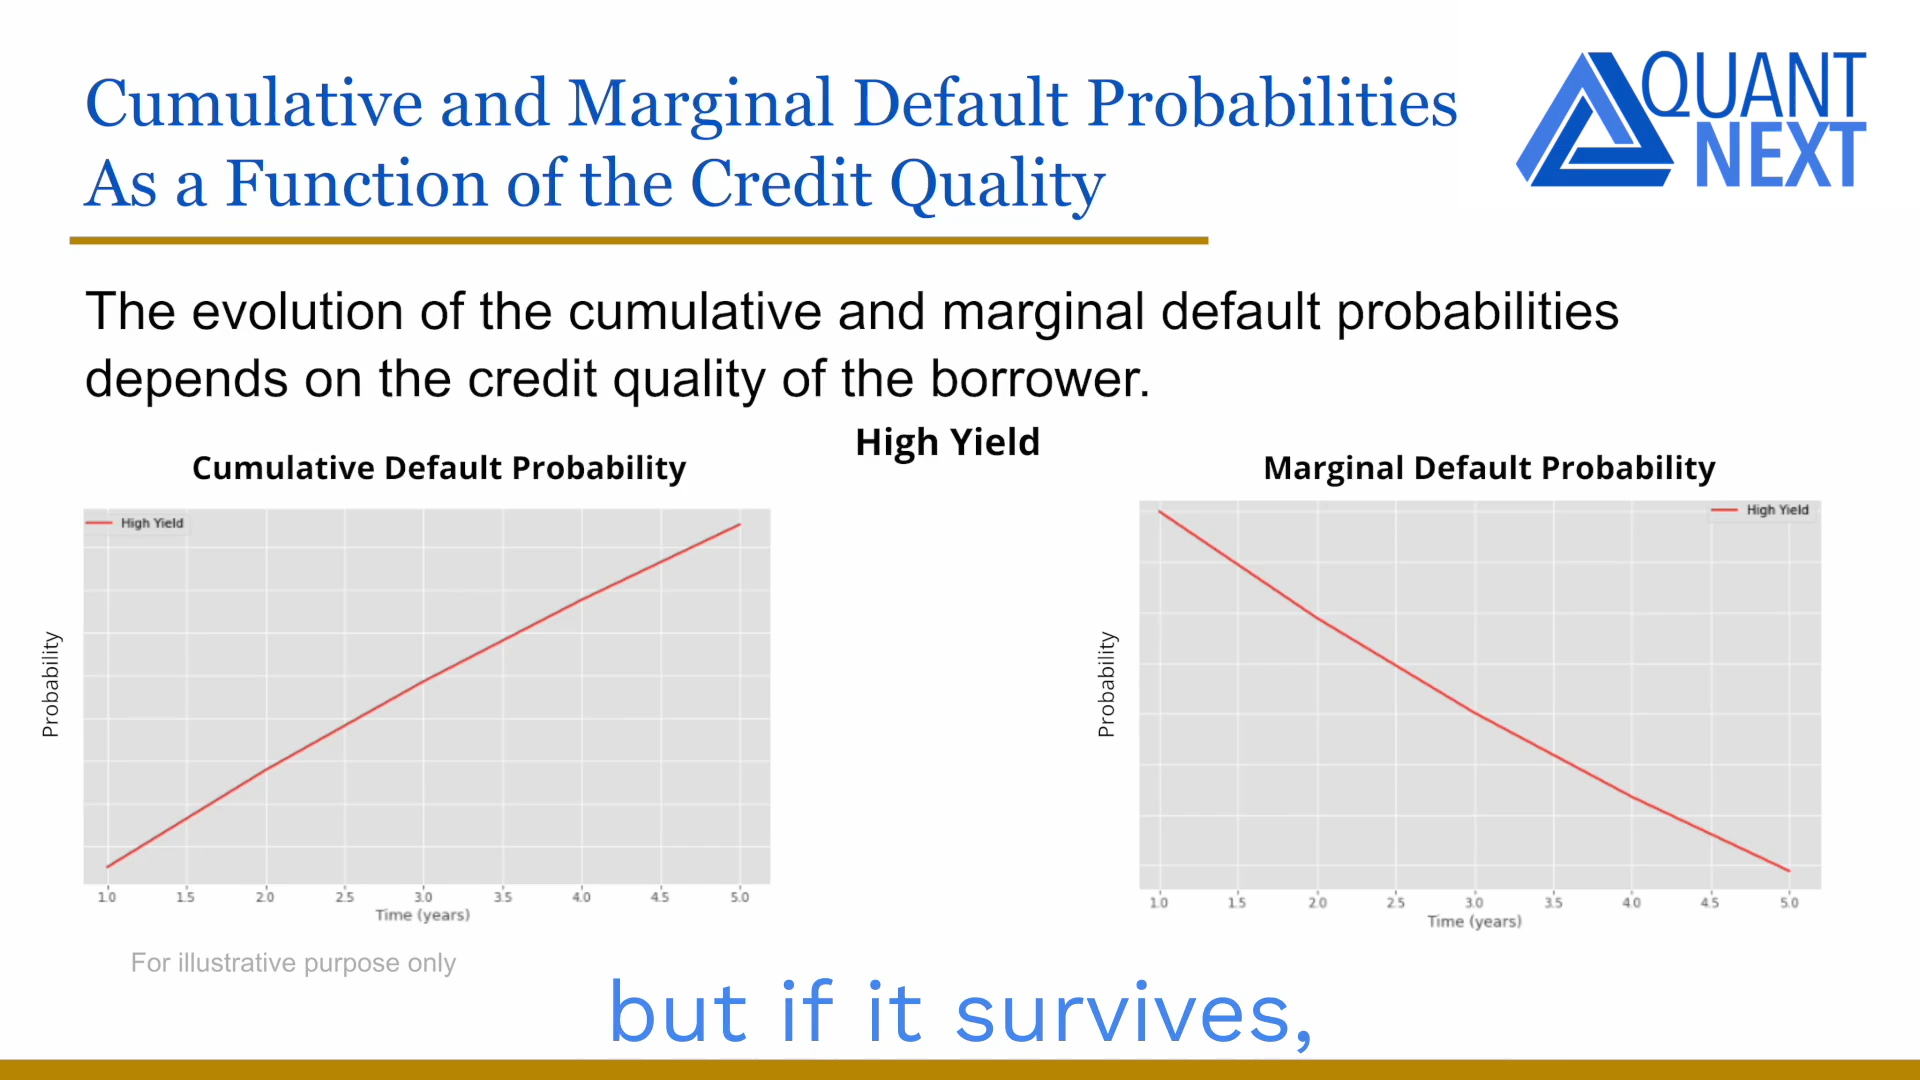 Cumulative and Marginal Default Probabilities
As a Function of the Credit Quality
QUANT
NEXT
The evolution of the cumulative and marginal default probabilities
depends on the credit quality of the borrower.
High Yield
Cumulative Default Probability
High Yield
Probability
1.0 1.5 2.0 2.5 3.0 3.5 4.0 4.5 5.0
Time (years)
Marginal Default Probability
High Yield
Probability
1.0 1.5 2.0 2.5 3.0 3.5 4.0 4.5 5.0
Time (years)
For illustrative purpose only
but if it survives,